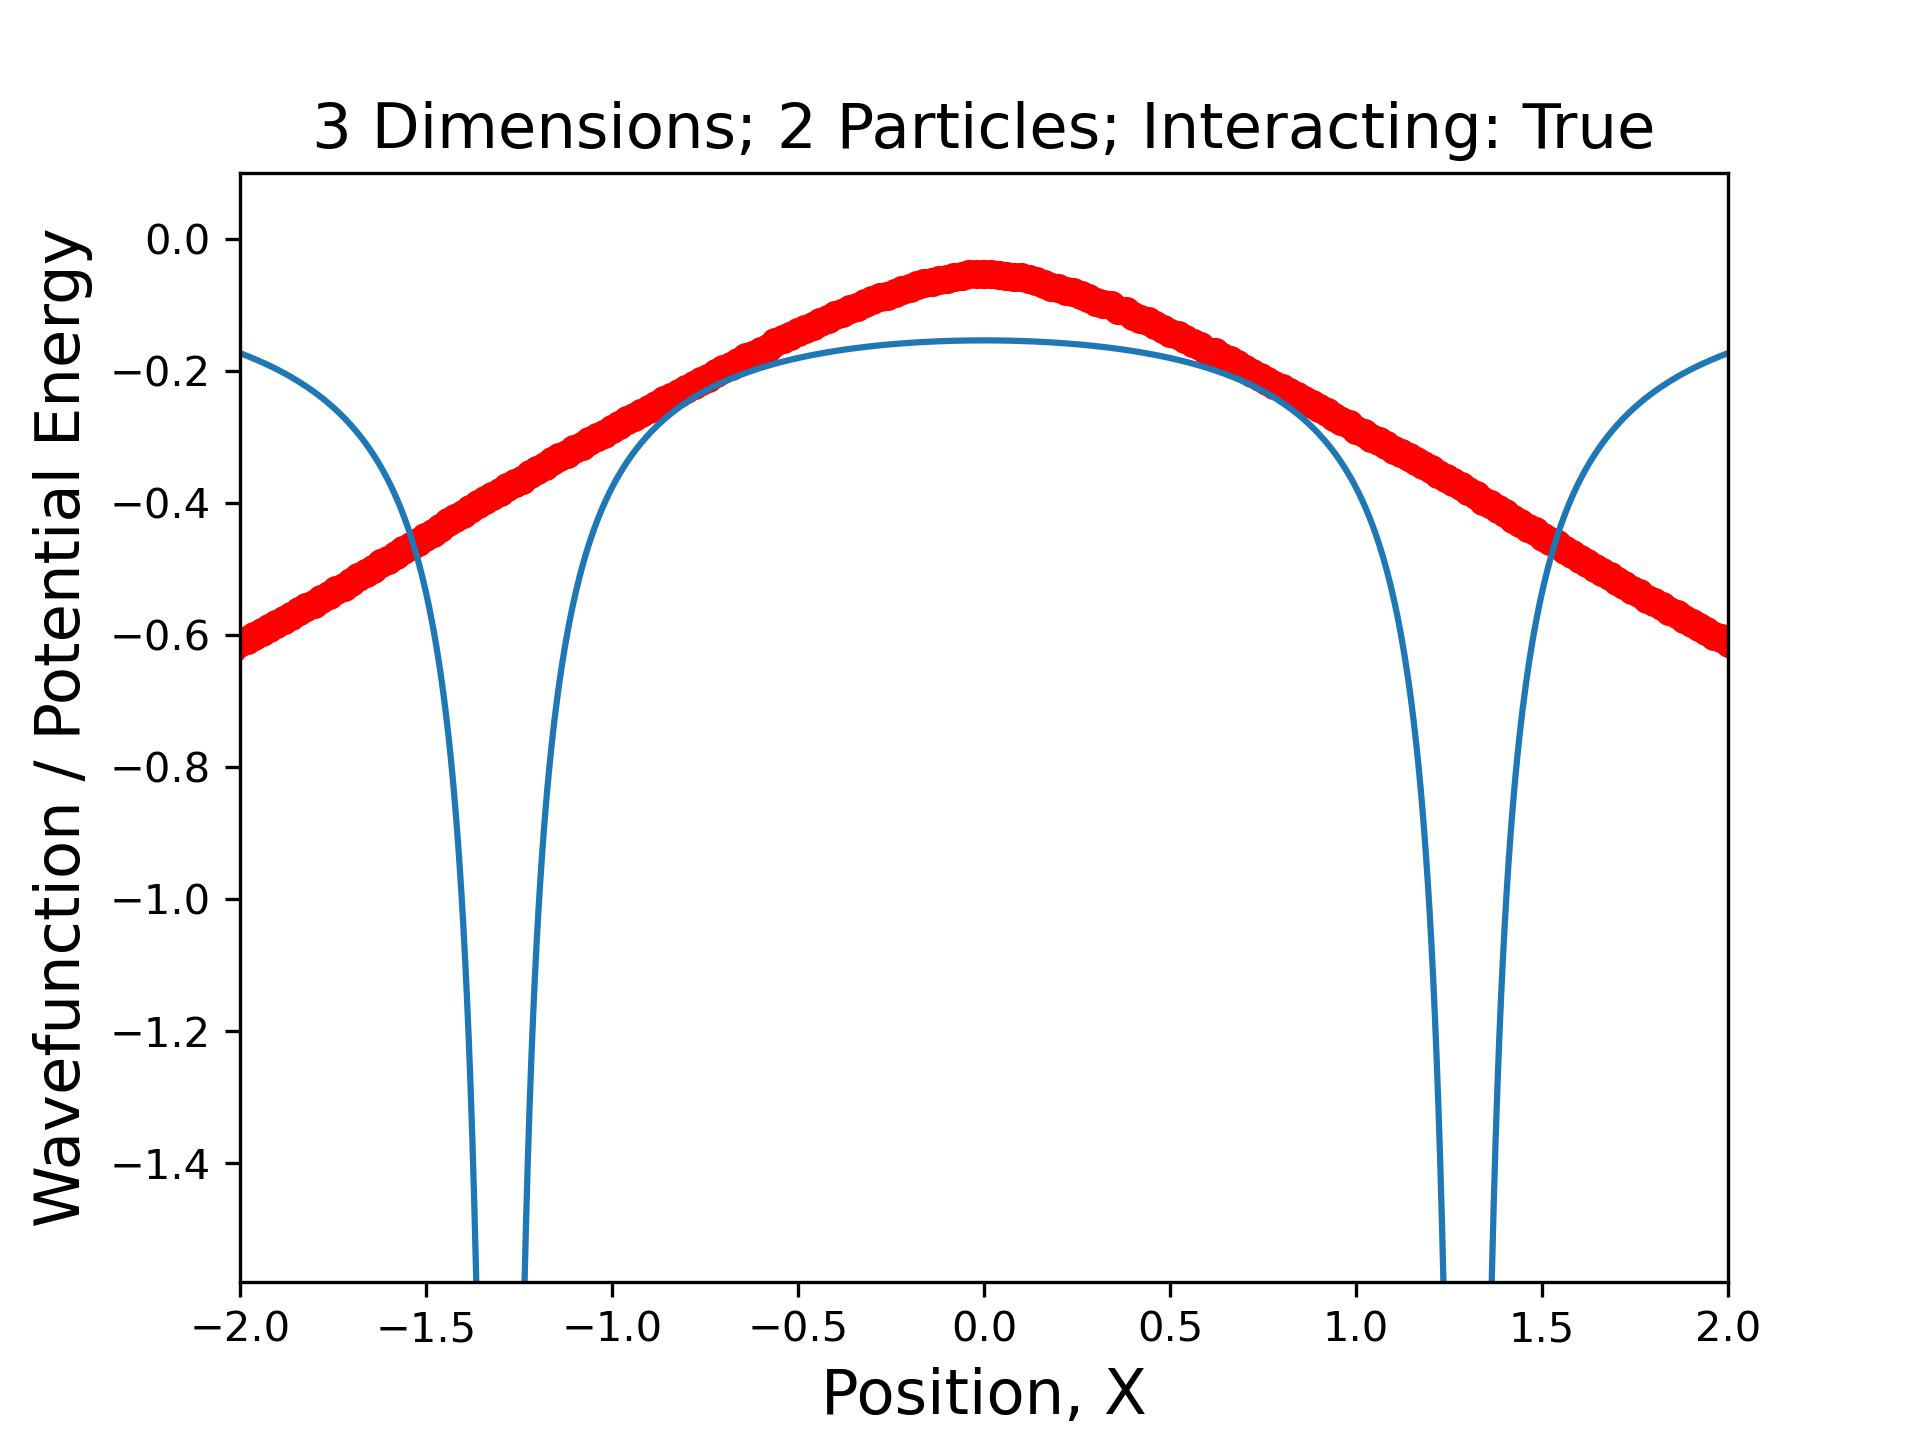 3 Dimensions; 2 Particles; Interacting: True
Wavefunction / Potential Energy
0.0
−0.2
−0.4
−0.6
−0.8
−1.0
−1.2
−1.4
−2.0 −1.5 −1.0 −0.5 0.0 0.5 1.0 1.5 2.0
Position, X